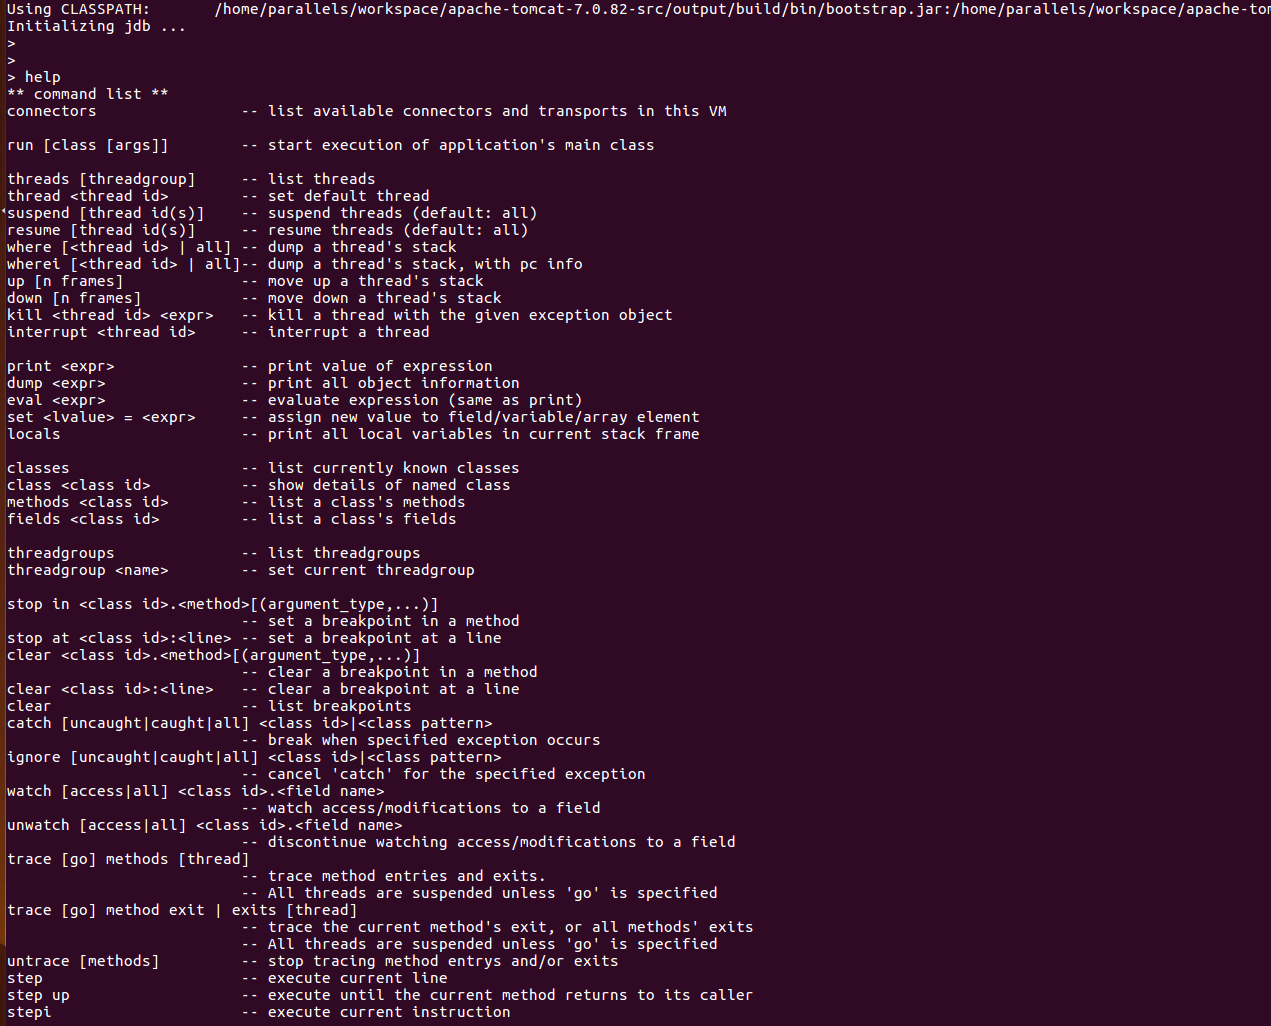 Using CLASSPATH:       /home/parallels/workspace/apache-tomcat-7.0.82-src/output/build/bin/bootstrap.jar:/home/parallels/workspace/apache-tom
Initializing jdb ...
>
>
> help
** command list **
connectors                -- list available connectors and transports in this VM

run [class [args]]        -- start execution of application's main class

threads [threadgroup]     -- list threads
thread <thread id>        -- set default thread
suspend [thread id(s)]    -- suspend threads (default: all)
resume [thread id(s)]     -- resume threads (default: all)
where [<thread id> | all] -- dump a thread's stack
wherei [<thread id> | all]-- dump a thread's stack, with pc info
up [n frames]             -- move up a thread's stack
down [n frames]           -- move down a thread's stack
kill <thread id> <expr>   -- kill a thread with the given exception object
interrupt <thread id>     -- interrupt a thread

print <expr>              -- print value of expression
dump <expr>               -- print all object information
eval <expr>               -- evaluate expression (same as print)
set <lvalue> = <expr>     -- assign new value to field/variable/array element
locals                    -- print all local variables in current stack frame

classes                   -- list currently known classes
class <class id>          -- show details of named class
methods <class id>        -- list a class's methods
fields <class id>         -- list a class's fields

threadgroups              -- list threadgroups
threadgroup <name>        -- set current threadgroup

stop in <class id>.<method>[(argument_type,...)]
                          -- set a breakpoint in a method
stop at <class id>:<line> -- set a breakpoint at a line
clear <class id>.<method>[(argument_type,...)]
                          -- clear a breakpoint in a method
clear <class id>:<line>   -- clear a breakpoint at a line
clear                     -- list breakpoints
catch [uncaught|caught|all] <class id>|<class pattern>
                          -- break when specified exception occurs
ignore [uncaught|caught|all] <class id>|<class pattern>
                          -- cancel 'catch' for the specified exception
watch [access|all] <class id>.<field name>
                          -- watch access/modifications to a field
unwatch [access|all] <class id>.<field name>
                          -- discontinue watching access/modifications to a field
trace [go] methods [thread]
                          -- trace method entries and exits.
                          -- All threads are suspended unless 'go' is specified
trace [go] method exit | exits [thread]
                          -- trace the current method's exit, or all methods' exits
                          -- All threads are suspended unless 'go' is specified
untrace [methods]         -- stop tracing method entrys and/or exits
step                      -- execute current line
step up                   -- execute until the current method returns to its caller
stepi                     -- execute current instruction